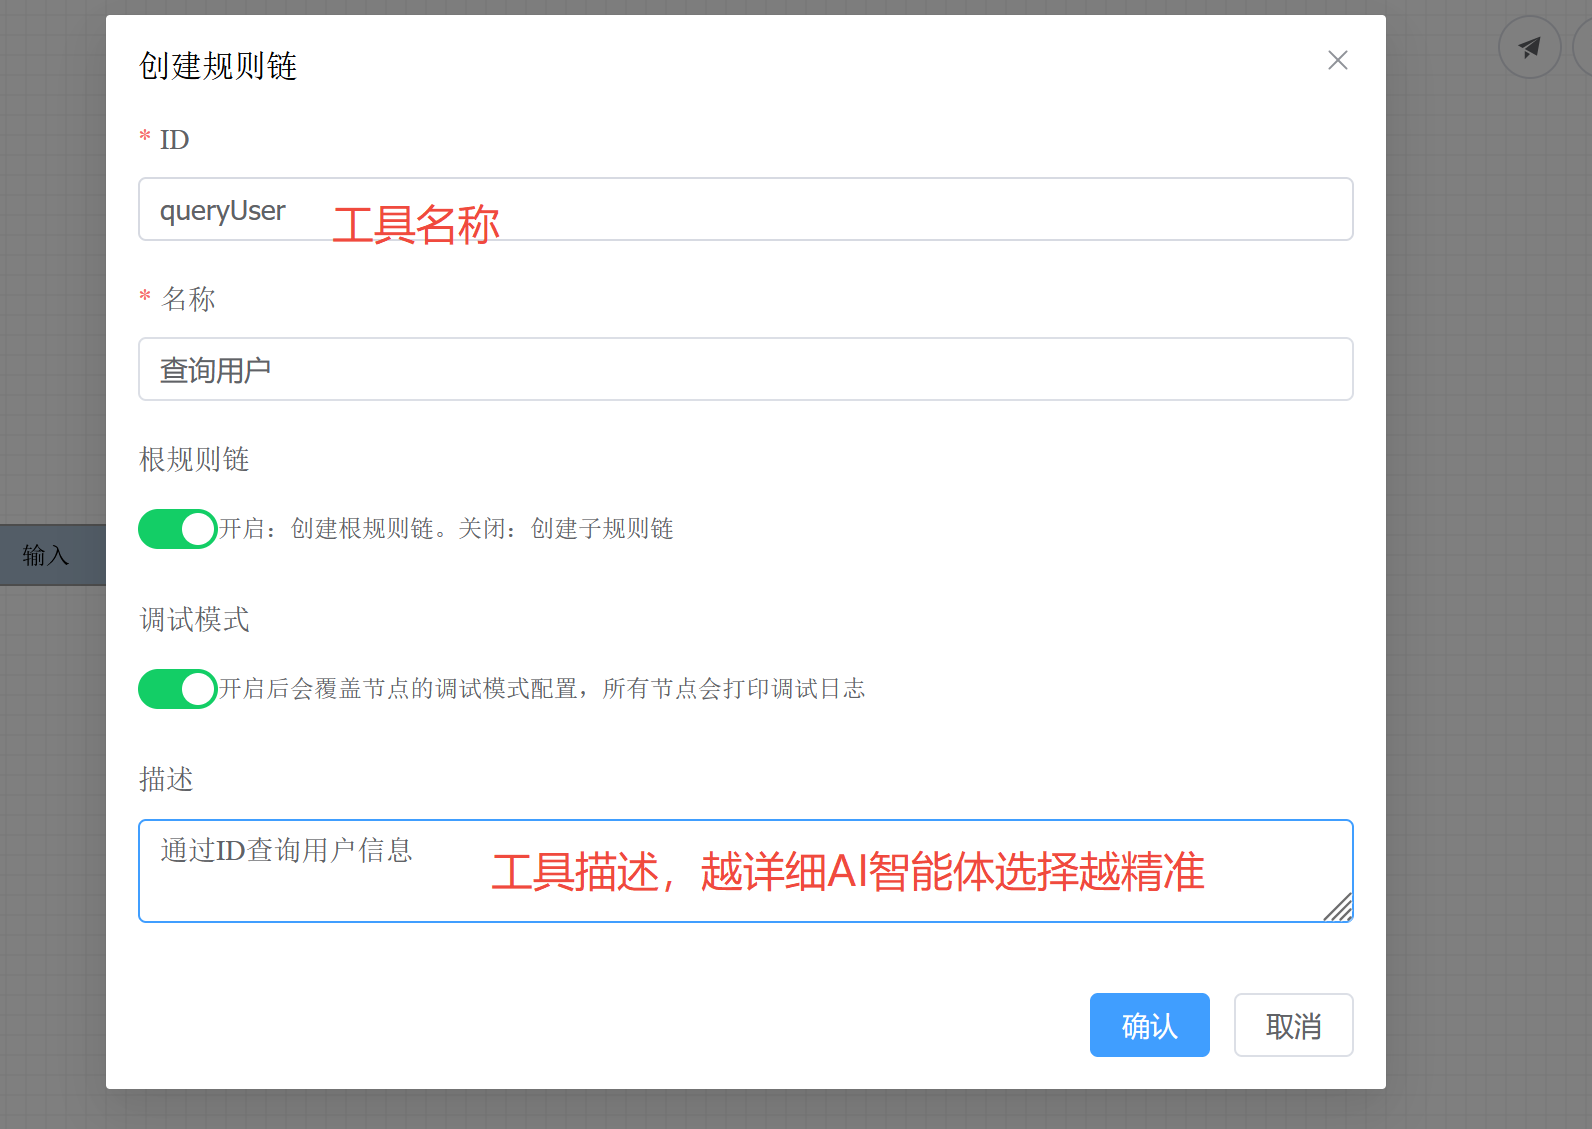 创建规则链
* ID
queryUser
工具名称
* 名称
查询用户
根规则链
开启：创建根规则链。关闭：创建子规则链
输入
调试模式
开启后会覆盖节点的调试模式配置，所有节点会打印调试日志
描述
通过ID查询用户信息
工具描述，越详细AI智能体选择越精准
确认
取消